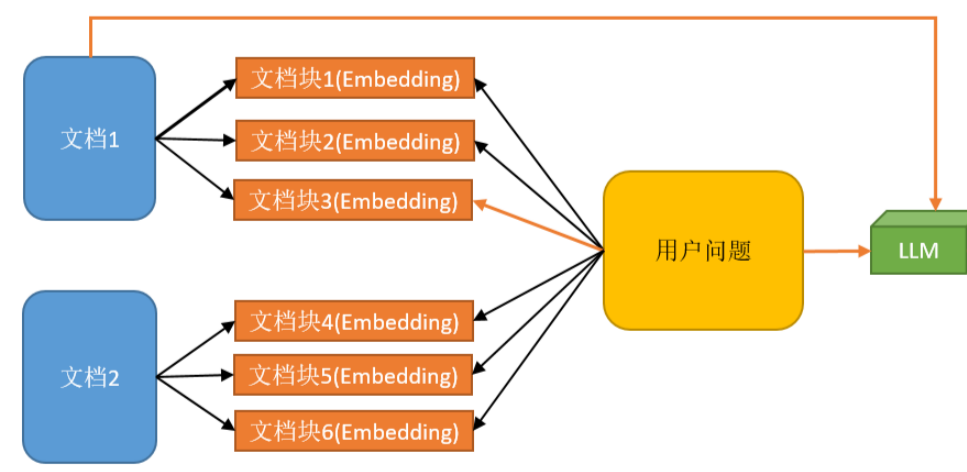 文档1
文档块1(Embedding)
文档块2(Embedding)
文档块3(Embedding)
用户问题
LLM
文档2
文档块4(Embedding)
文档块5(Embedding)
文档块6(Embedding)